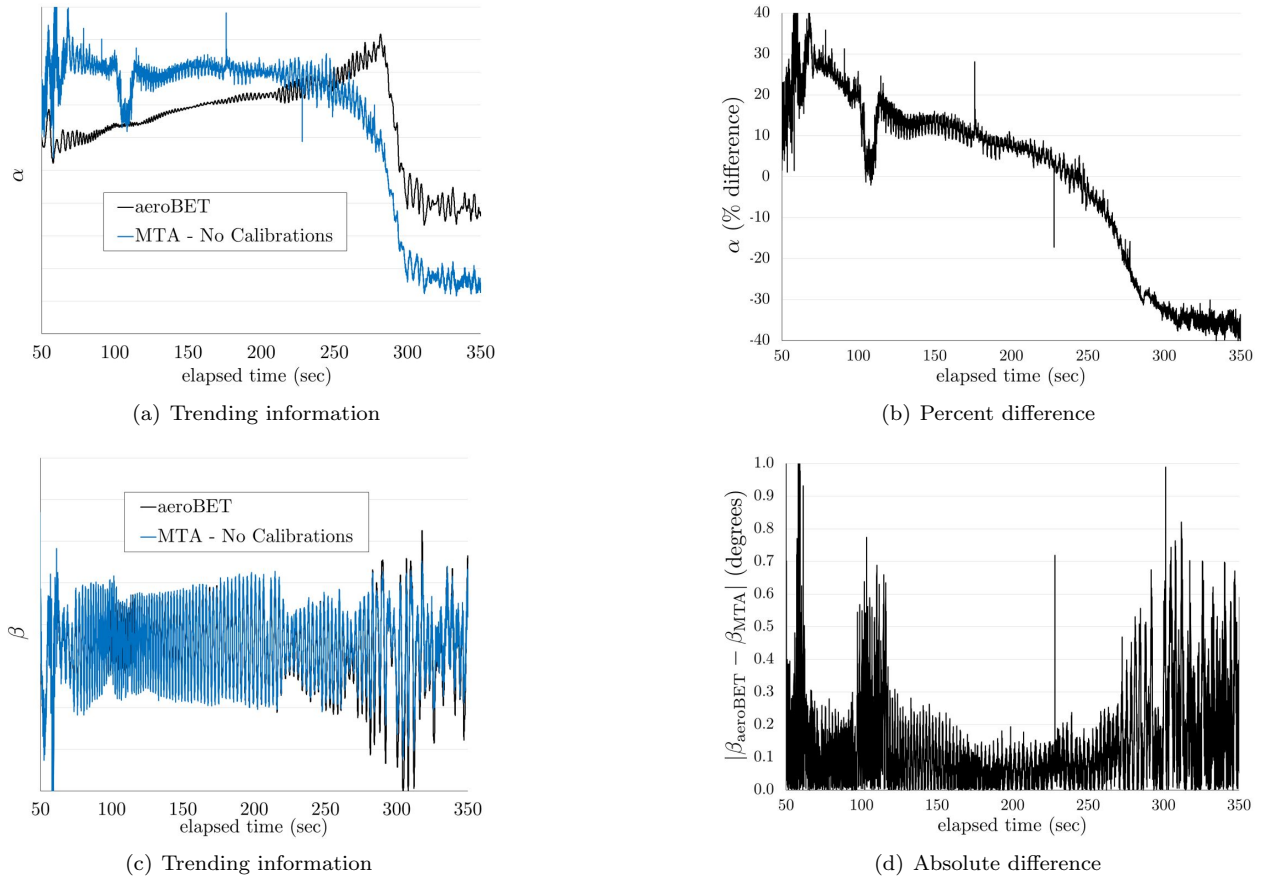 α
aeroBET
MTA - No Calibrations
50 100 150 200 250 300 350
elapsed time (sec)
(a) Trending information
α (% difference)
40
30
20
10
0
-10
-20
-30
-40
50 100 150 200 250 300 350
elapsed time (sec)
(b) Percent difference
β
aeroBET
MTA - No Calibrations
50 100 150 200 250 300 350
elapsed time (sec)
(c) Trending information
|βaeroBET − βMTA| (degrees)
1.0
0.9
0.8
0.7
0.6
0.5
0.4
0.3
0.2
0.1
0.0
50 100 150 200 250 300 350
elapsed time (sec)
(d) Absolute difference